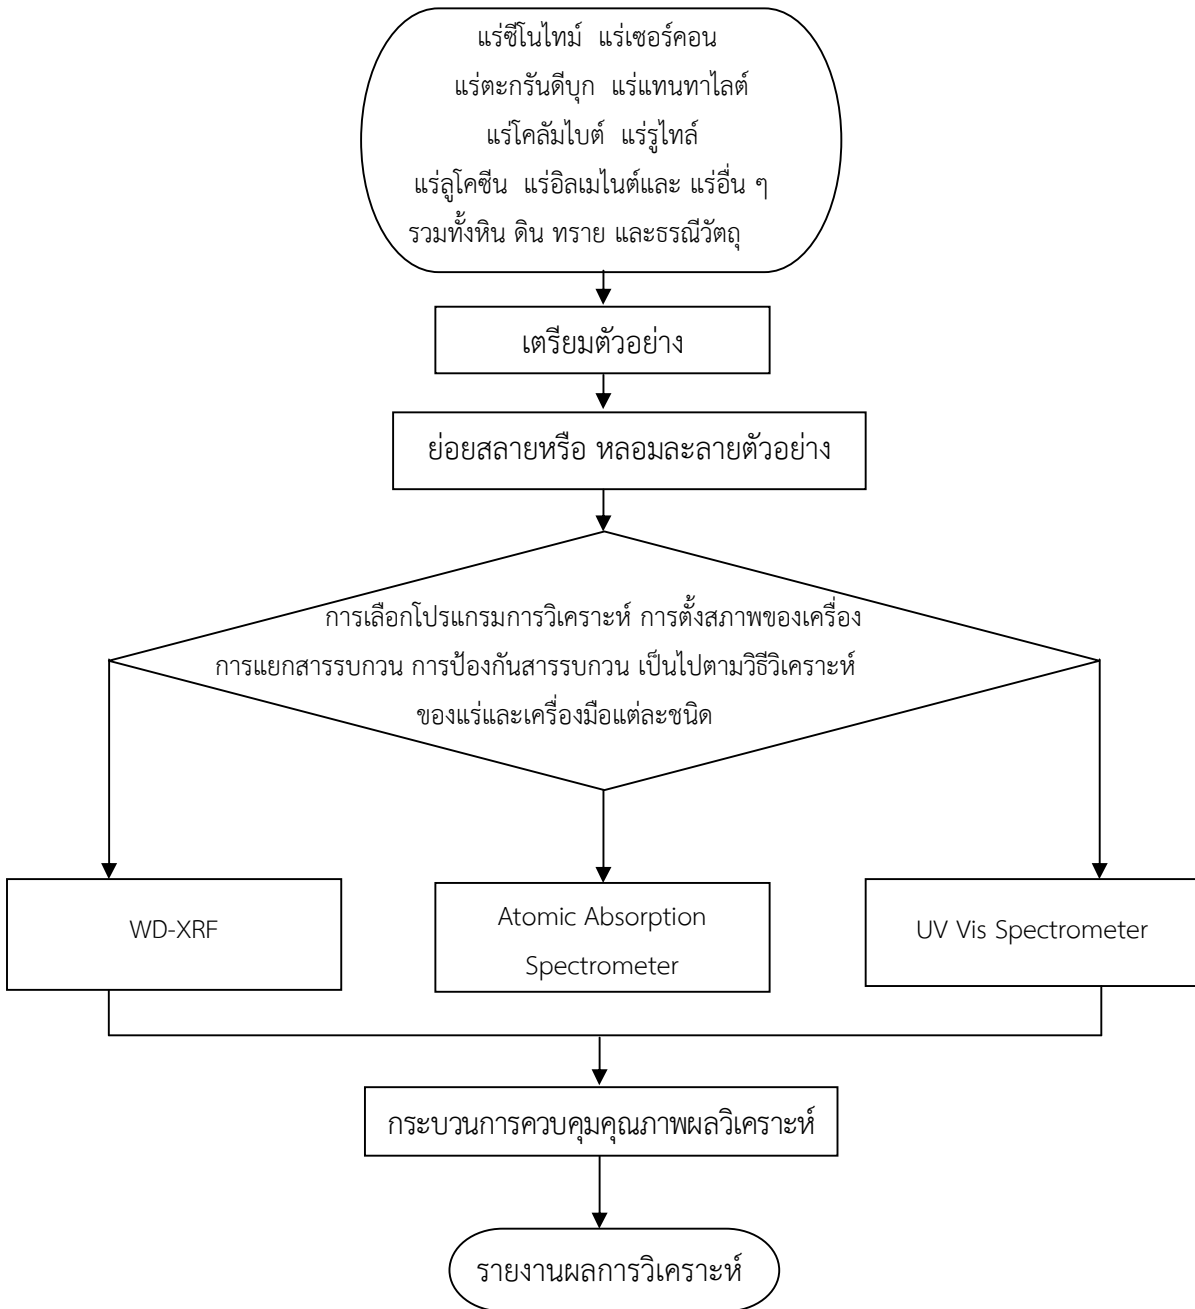 แร่ซีโนไทม์ แร่เซอร์คอน
แร่ตะกรันดีบุก แร่แทนทาไลต์
แร่โคลัมไบต์ แร่รูไทล์
แร่ลูโคซีน แร่อิลเมไนต์และ แร่อื่น ๆ
รวมทั้งหิน ดิน ทราย และธรณีวัตถุ
เตรียมตัวอย่าง
ย่อยสลายหรือ หลอมละลายตัวอย่าง
การเลือกโปรแกรมการวิเคราะห์ การตั้งสภาพของเครื่อง
การแยกสารรบกวน การป้องกันสารรบกวน เป็นไปตามวิธีวิเคราะห์
ของแร่และเครื่องมือแต่ละชนิด
WD-XRF
Atomic Absorption
Spectrometer
UV Vis Spectrometer
กระบวนการควบคุมคุณภาพผลวิเคราะห์
รายงานผลการวิเคราะห์